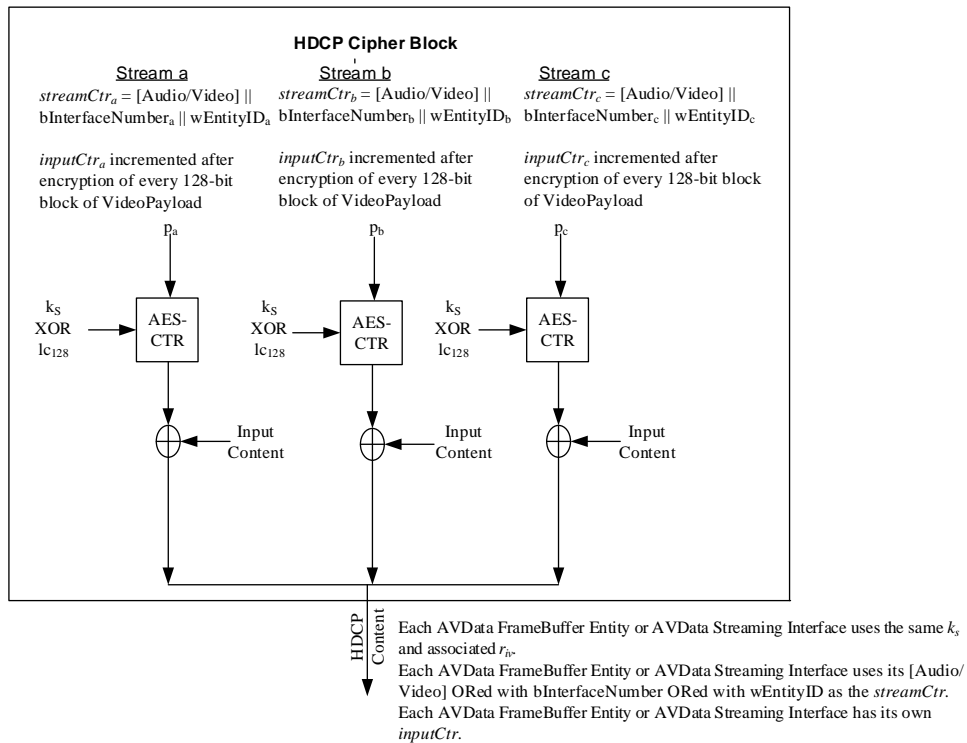 HDCP Cipher Block
Stream a
streamCtrₐ = [Audio/Video] ||
bInterfaceNumberₐ || wEntityIDₐ
inputCtrₐ incremented after
encryption of every 128-bit
block of VideoPayload
pₐ
kS
XOR
lc128
AES-
CTR
Input
Content
Stream b
streamCtrb = [Audio/Video] ||
bInterfaceNumberb || wEntityIDb
inputCtrb incremented after
encryption of every 128-bit
block of VideoPayload
pb
kS
XOR
lc128
AES-
CTR
Input
Content
Stream c
streamCtrc = [Audio/Video] ||
bInterfaceNumberc || wEntityIDc
inputCtrc incremented after
encryption of every 128-bit block
of VideoPayload
pc
kS
XOR
lc128
AES-
CTR
Input
Content
HDCP
Content
Each AVData FrameBuffer Entity or AVData Streaming Interface uses the same ks
and associated riv.
Each AVData FrameBuffer Entity or AVData Streaming Interface uses its [Audio/
Video] ORed with bInterfaceNumber ORed with wEntityID as the streamCtr.
Each AVData FrameBuffer Entity or AVData Streaming Interface has its own
inputCtr.